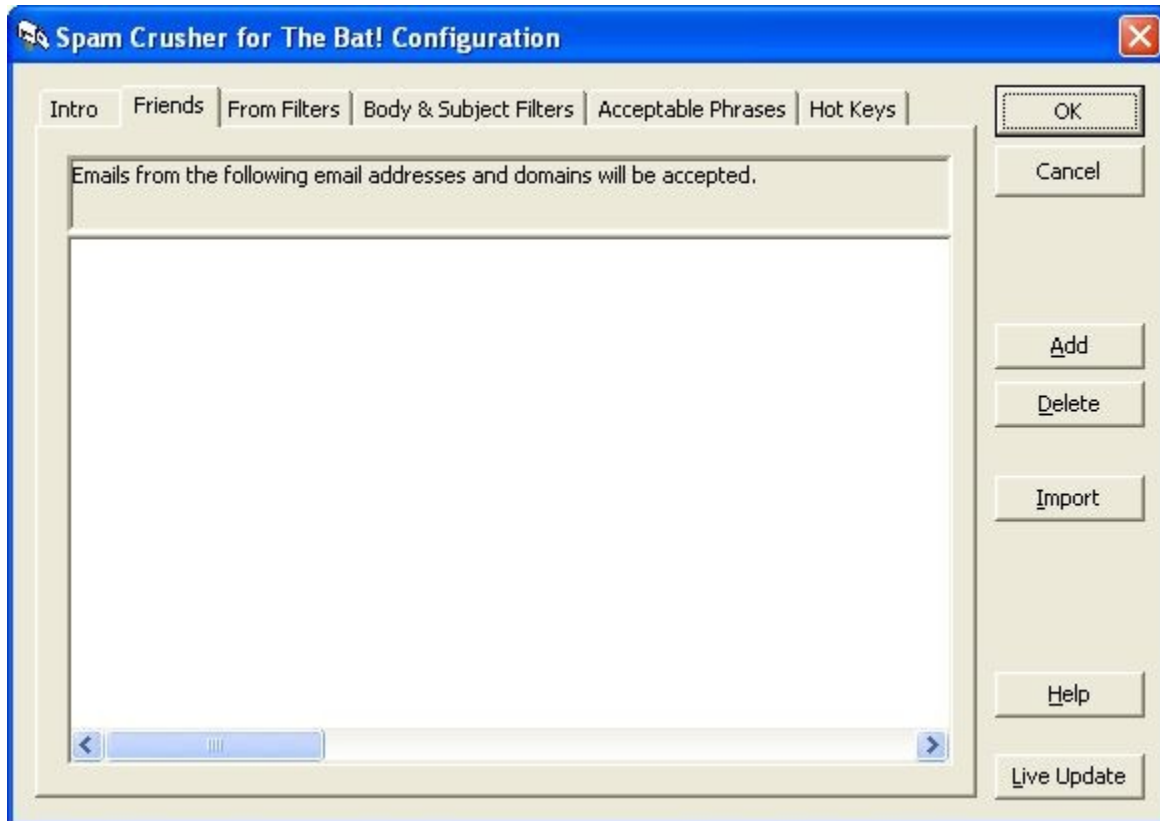 Spam Crusher for The Bat! Configuration
Intro
Friends
From Filters
Body & Subject Filters
Acceptable Phrases
Hot Keys
Emails from the following email addresses and domains will be accepted.
OK
Cancel
Add
Delete
Import
Help
Live Update